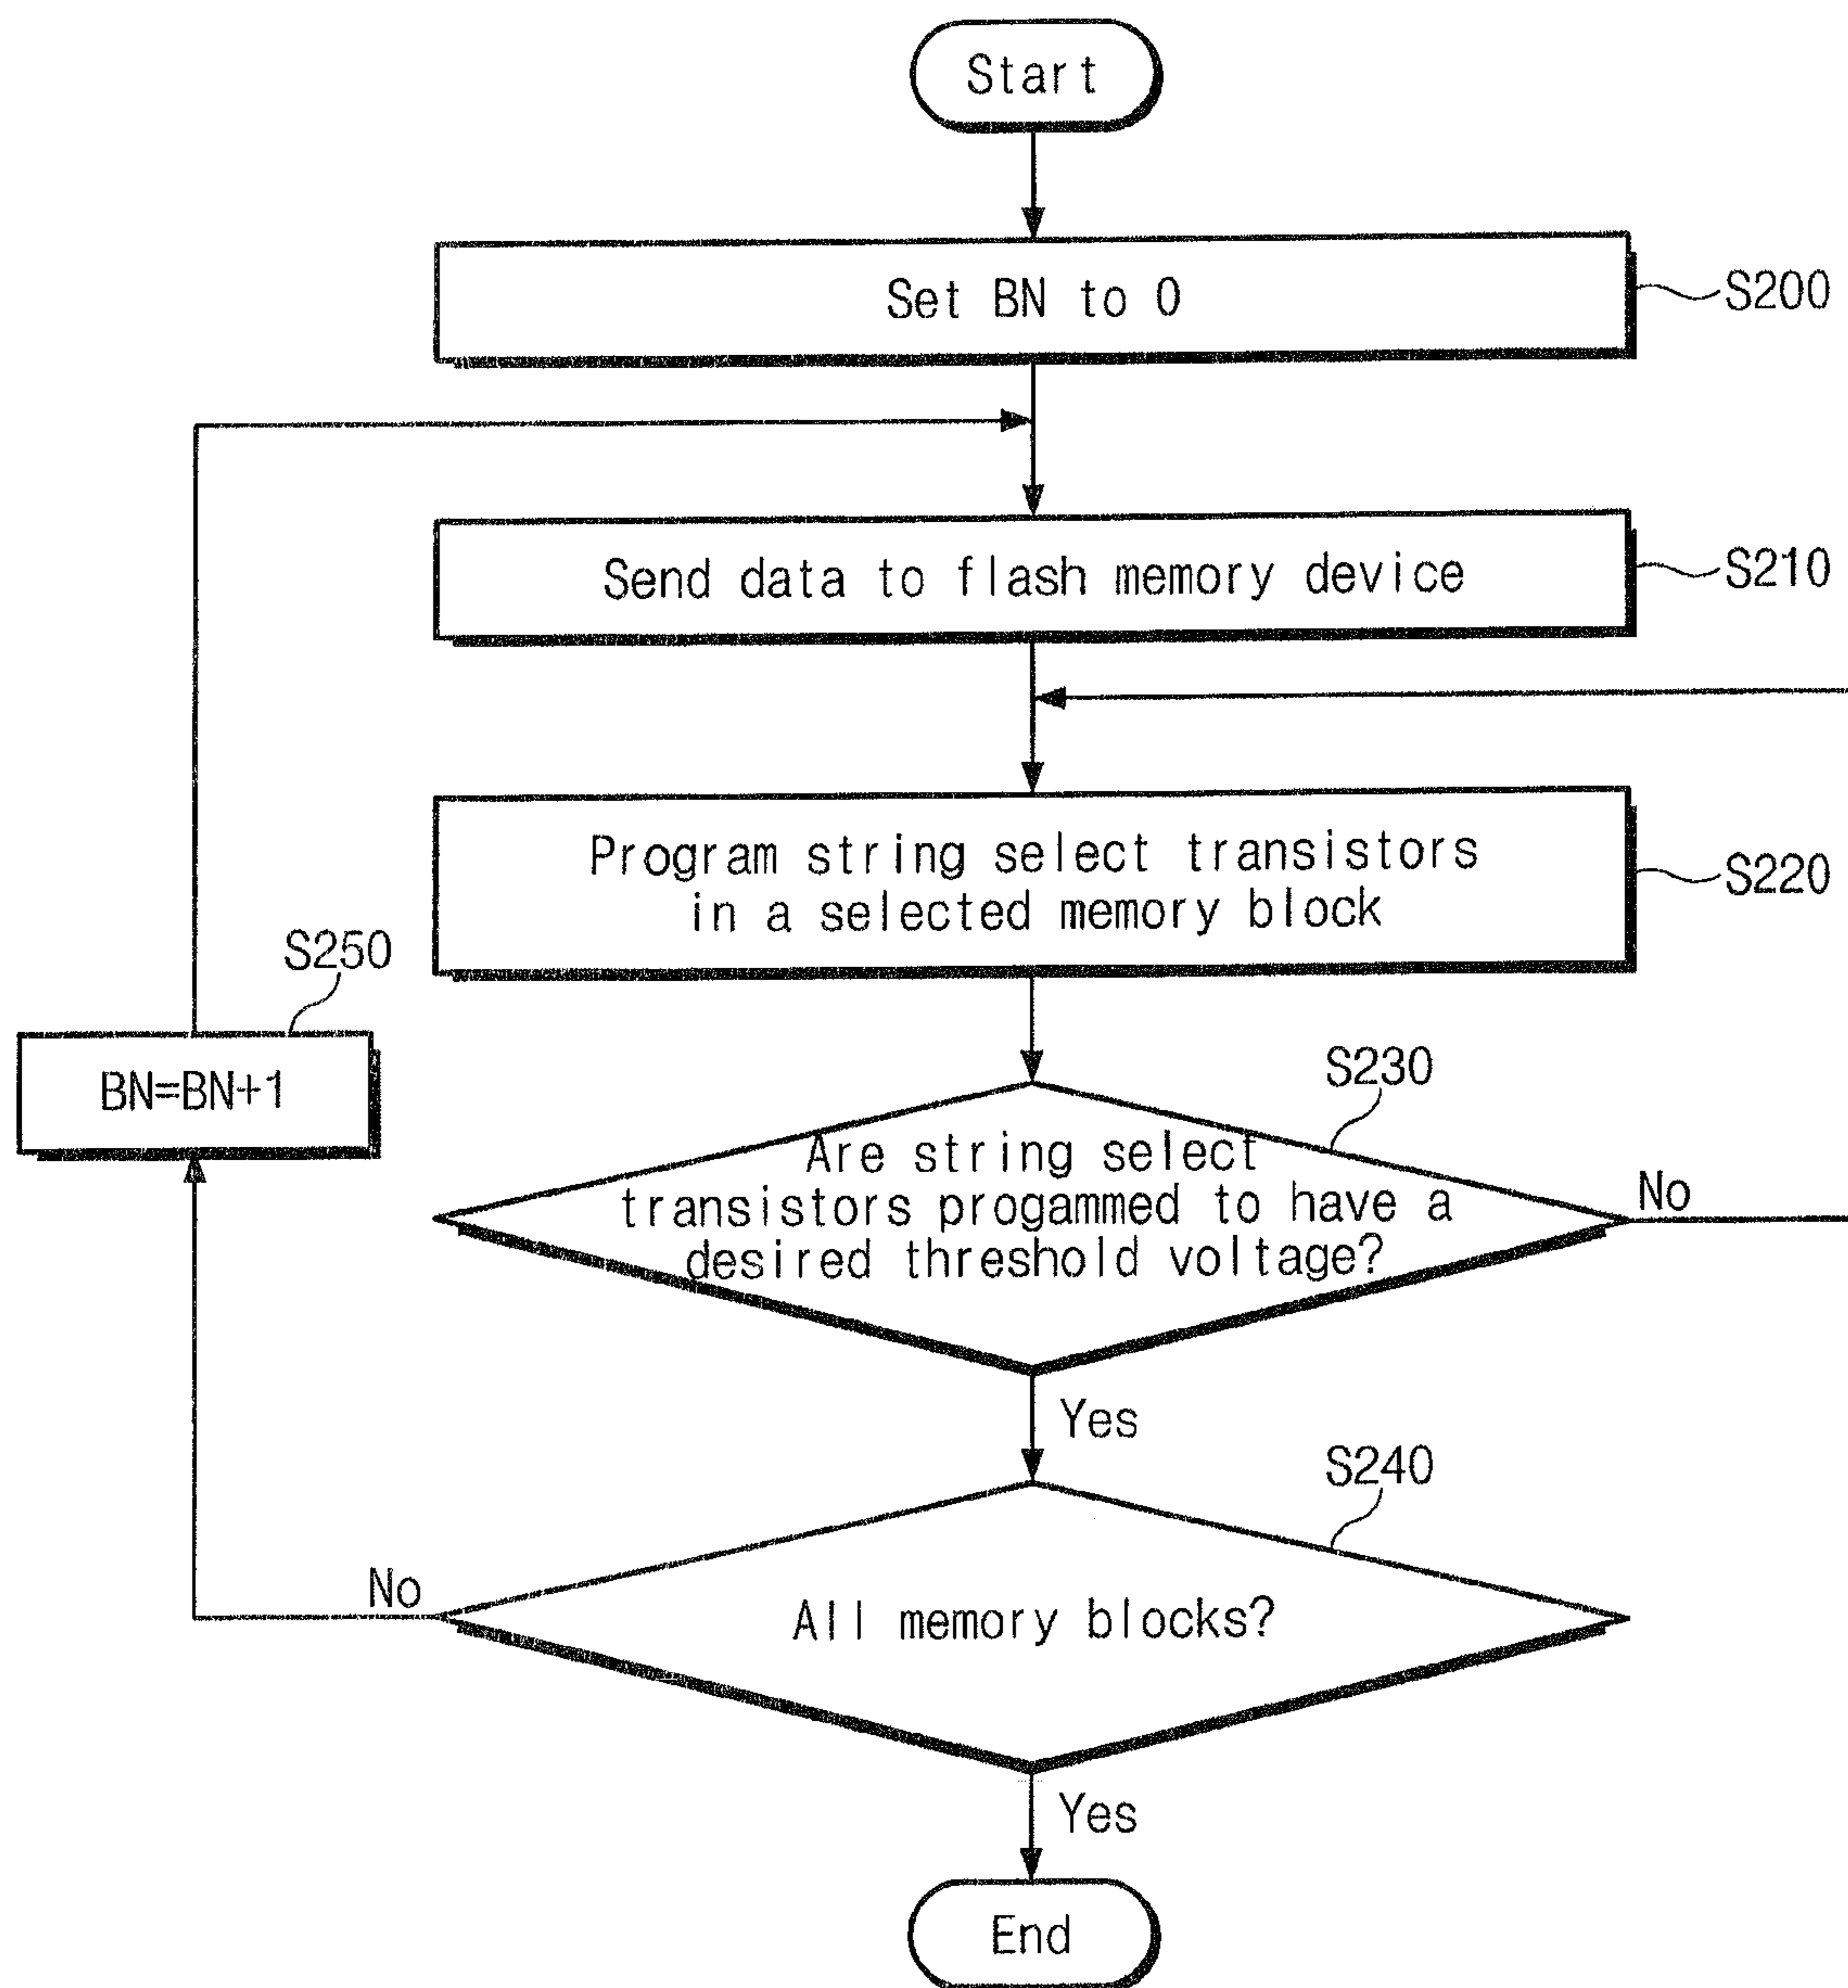 Start
Set BN to 0
S200
Send data to flash memory device
S210
Program string select transistors
in a selected memory block
S220
S250
BN=BN+1
S230
Are string select
transistors progammed to have a
desired threshold voltage?
No
Yes
S240
All memory blocks?
No
Yes
End